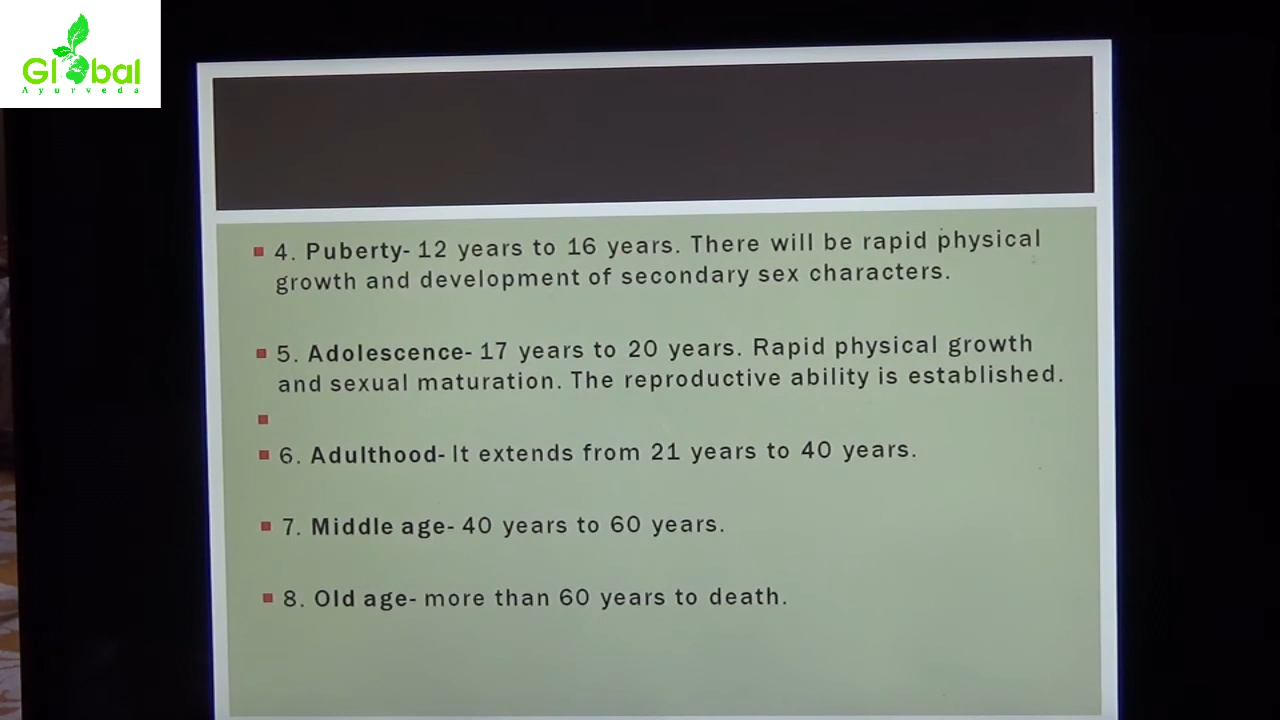 Global
Ayurveda
4. Puberty- 12 years to 16 years. There will be rapid physical
growth and development of secondary sex characters.
5. Adolescence- 17 years to 20 years. Rapid physical growth
and sexual maturation. The reproductive ability is established.
6. Adulthood- It extends from 21 years to 40 years.
7. Middle age- 40 years to 60 years.
8. Old age- more than 60 years to death.